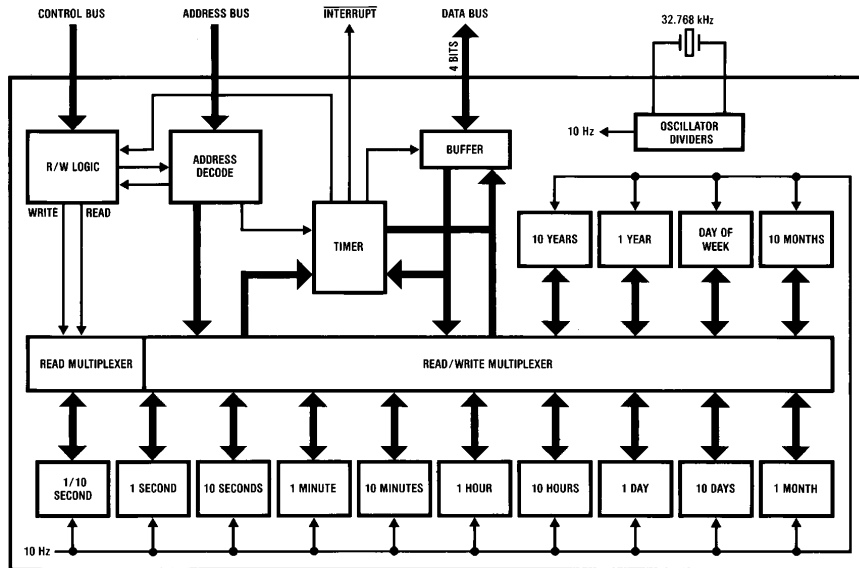 CONTROL BUS
ADDRESS BUS
INTERRUPT
DATA BUS
4 BITS
32.768 kHz
R/W LOGIC
ADDRESS
DECODE
BUFFER
10 Hz
OSCILLATOR
DIVIDERS
WRITE
READ
TIMER
10 YEARS
1 YEAR
DAY OF
WEEK
10 MONTHS
READ MULTIPLEXER
READ/WRITE MULTIPLEXER
1/10
SECOND
1 SECOND
10 SECONDS
1 MINUTE
10 MINUTES
1 HOUR
10 HOURS
1 DAY
10 DAYS
1 MONTH
10 Hz